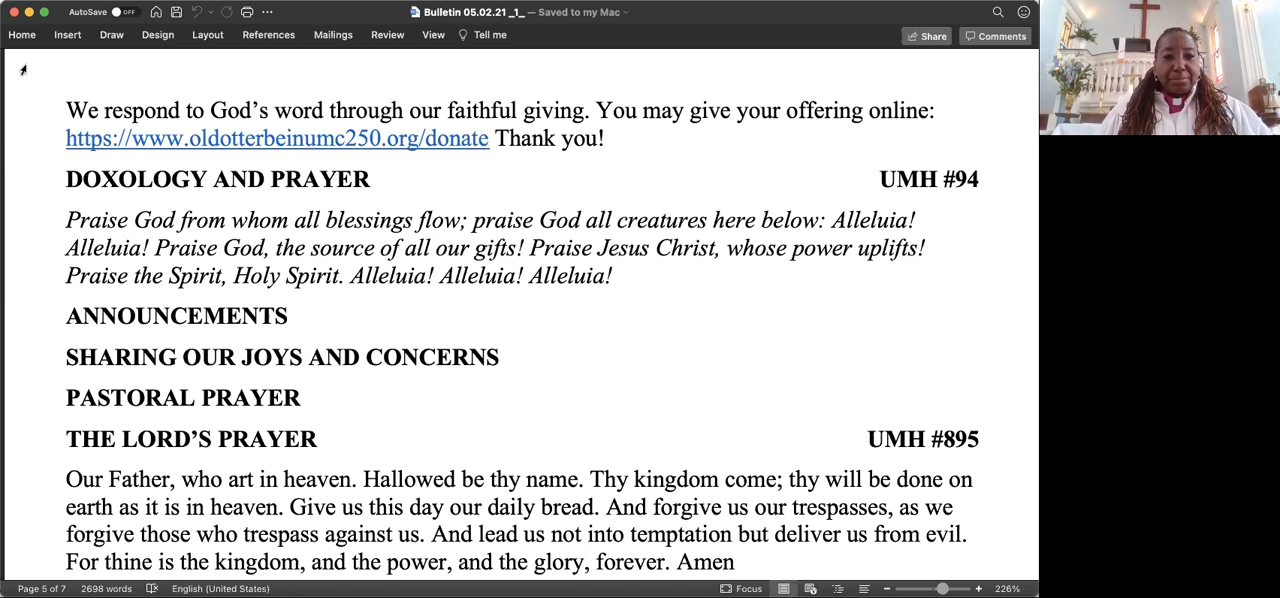 AutoSave OFF
Bulletin 05.02.21 _1_ — Saved to my Mac
Home Insert Draw Design Layout References Mailings Review View Tell me Share Comments
We respond to God’s word through our faithful giving. You may give your offering online:
https://www.oldotterbeinumc250.org/donate Thank you!
DOXOLOGY AND PRAYER UMH #94
Praise God from whom all blessings flow; praise God all creatures here below: Alleluia!
Alleluia! Praise God, the source of all our gifts! Praise Jesus Christ, whose power uplifts!
Praise the Spirit, Holy Spirit. Alleluia! Alleluia! Alleluia!
ANNOUNCEMENTS
SHARING OUR JOYS AND CONCERNS
PASTORAL PRAYER
THE LORD’S PRAYER UMH #895
Our Father, who art in heaven. Hallowed be thy name. Thy kingdom come; thy will be done on
earth as it is in heaven. Give us this day our daily bread. And forgive us our trespasses, as we
forgive those who trespass against us. And lead us not into temptation but deliver us from evil.
For thine is the kingdom, and the power, and the glory, forever. Amen
Page 5 of 7 2698 words English (United States) Focus 226%